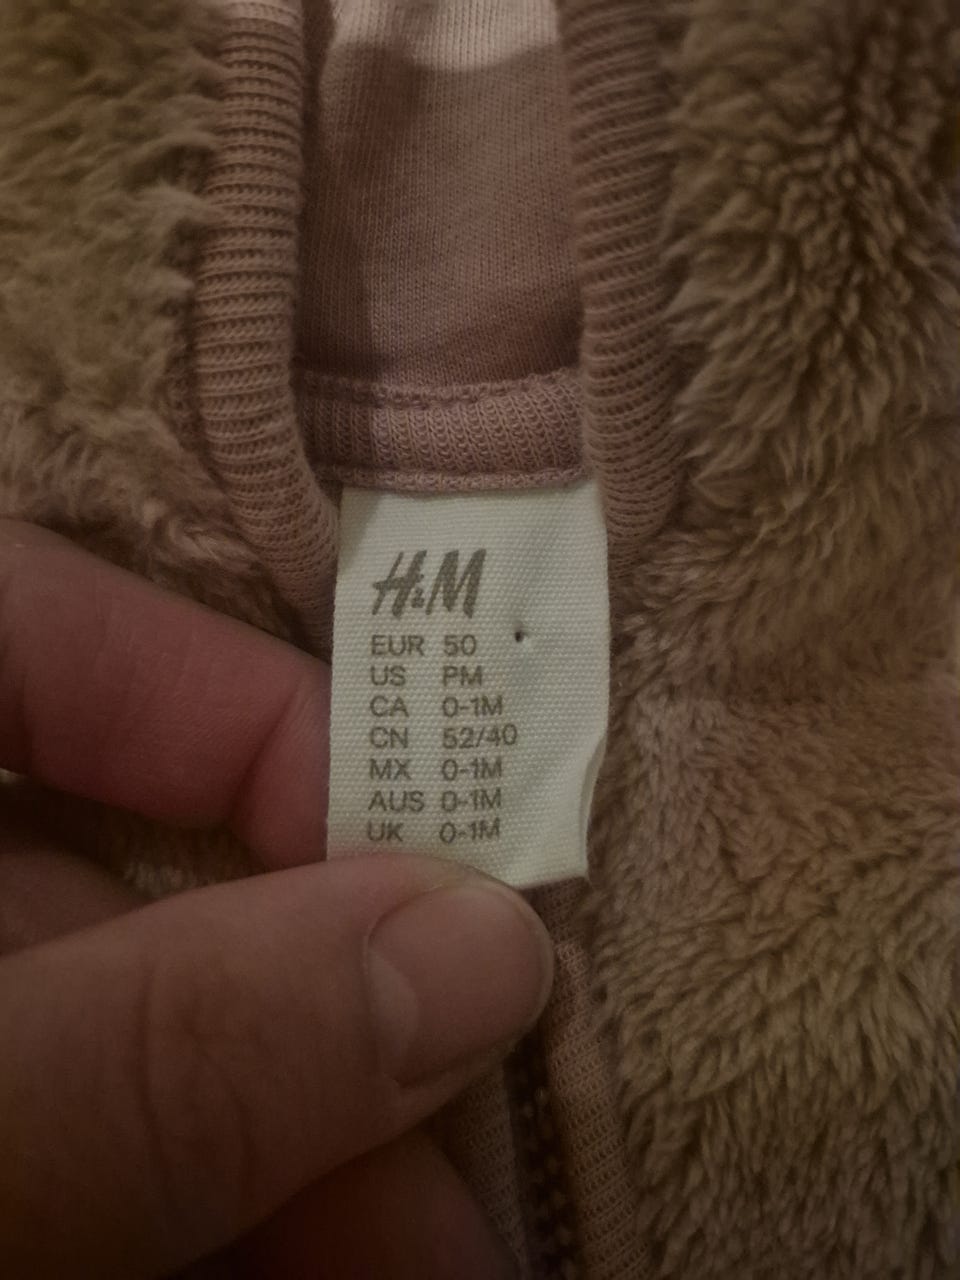 H&M
EUR 50
US PM
CA 0-1M
CN 52/40
MX 0-1M
AUS 0-1M
UK 0-1M